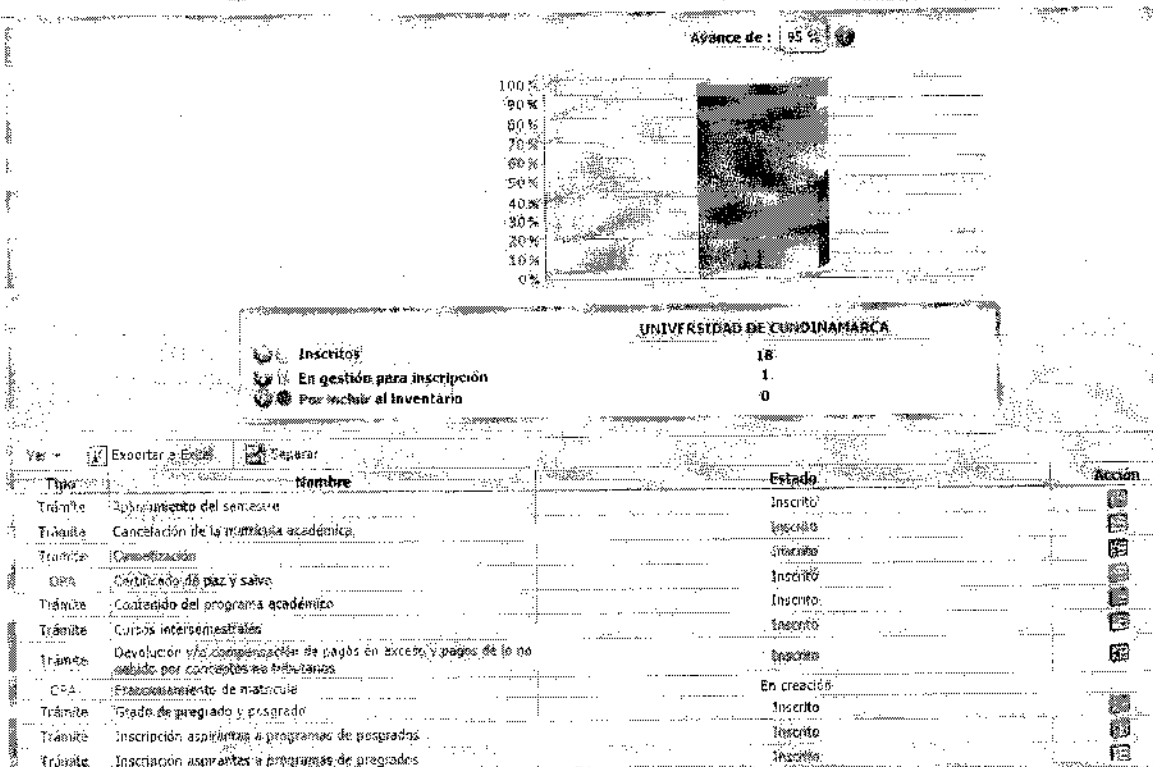 Avance de : 95 %
100 %
90 %
80 %
70 %
60 %
50 %
40 %
30 %
20 %
10 %
0 %
UNIVERSIDAD DE CUNDINAMARCA
Inscritos 18
En gestión para inscripción 1
Por incluir al Inventario 0
Ver Exportar a Excel Separar
Tipo Nombre Estado Acción
Trámite Aplazamiento del semestre Inscrito
Trámite Cancelación de la matrícula académica Inscrito
Trámite Carnetización Inscrito
OPA Certificado de paz y salvo Inscrito
Trámite Contenido del programa académico Inscrito
Trámite Cursos intersemestrales Inscrito
Trámite Devolución y/o compensación de pagos en exceso y pagos de lo no Inscrito
debido por conceptos no tributarios
OPA Fraccionamiento de matrícula En creación
Trámite Grado de pregrado y posgrado Inscrito
Trámite Inscripción aspirantes a programas de posgrados Inscrito
Trámite Inscripción aspirantes a programas de pregrados Inscrito